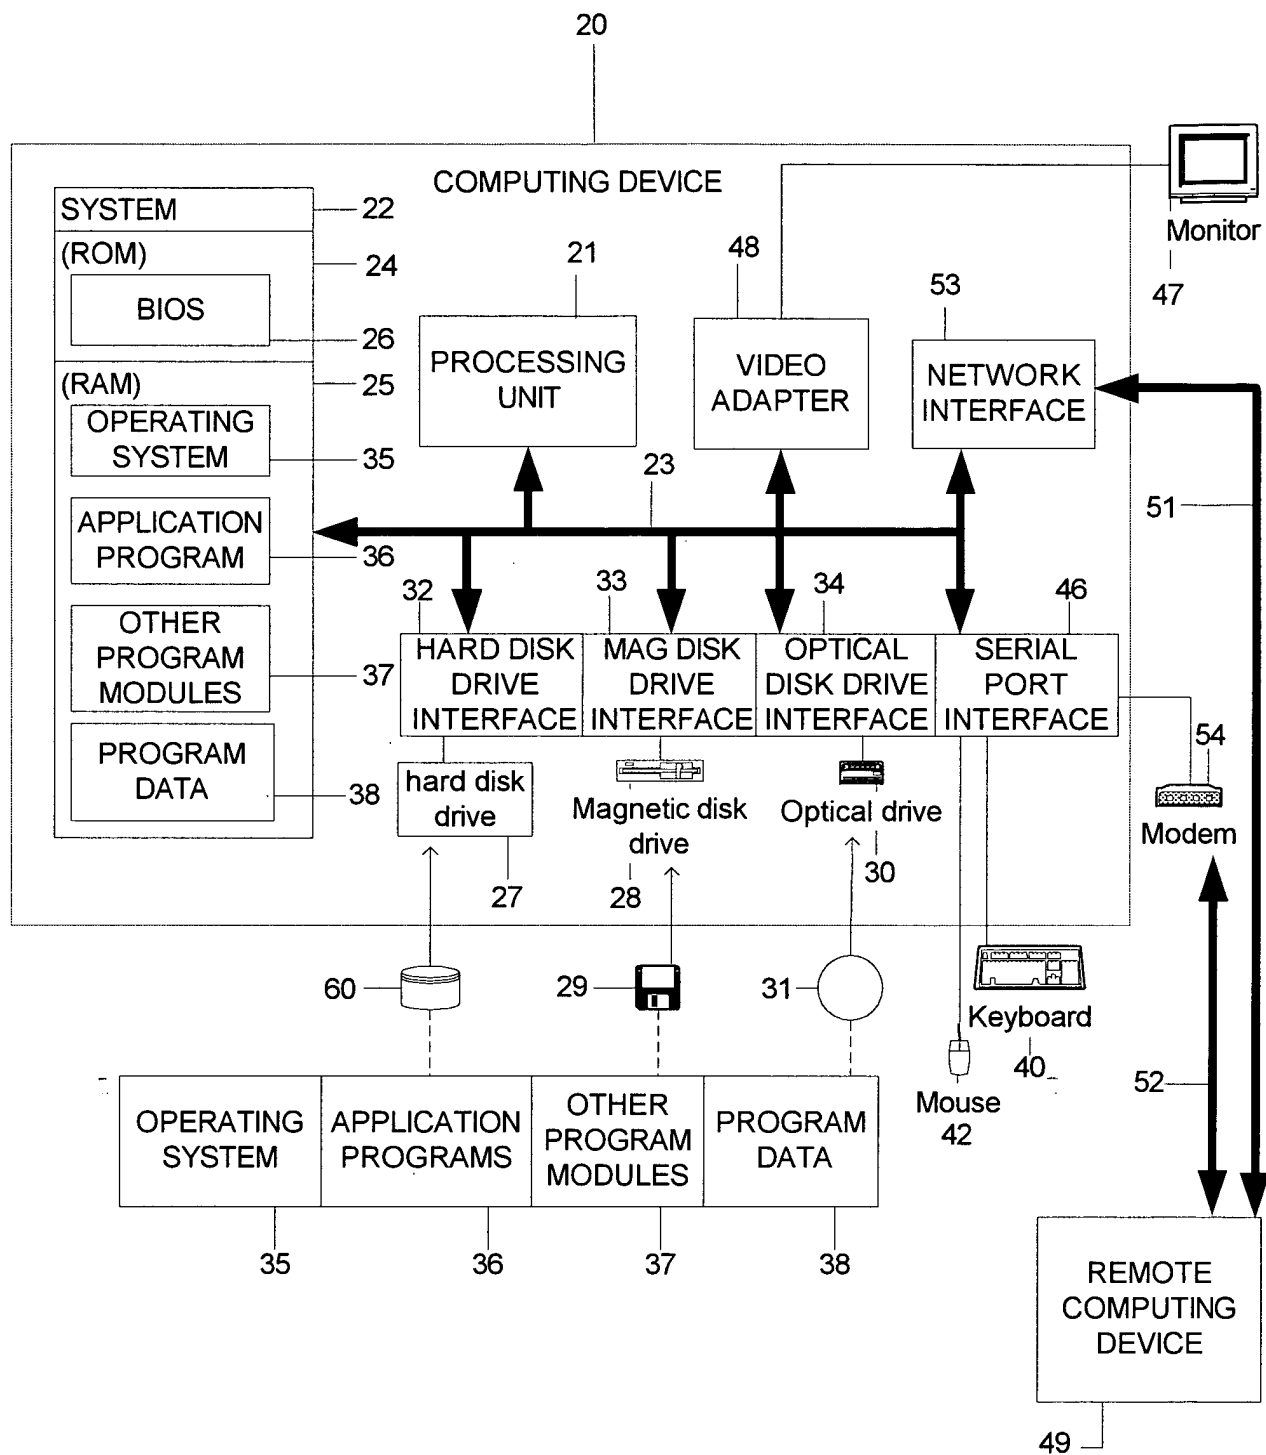 20
COMPUTING DEVICE
SYSTEM
22
(ROM)
24
BIOS
26
(RAM)
25
OPERATING
SYSTEM
35
APPLICATION
PROGRAM
36
OTHER
PROGRAM
MODULES
37
PROGRAM
DATA
38
21
PROCESSING
UNIT
48
VIDEO
ADAPTER
53
NETWORK
INTERFACE
Monitor
47
23
51
32
HARD DISK
DRIVE
INTERFACE
33
MAG DISK
DRIVE
INTERFACE
34
OPTICAL
DISK DRIVE
INTERFACE
46
SERIAL
PORT
INTERFACE
54
Modem
hard disk
drive
27
Magnetic disk
drive
28
Optical drive
30
60
29
31
Keyboard
40
Mouse
42
52
OPERATING
SYSTEM
APPLICATION
PROGRAMS
OTHER
PROGRAM
MODULES
PROGRAM
DATA
35
36
37
38
REMOTE
COMPUTING
DEVICE
49